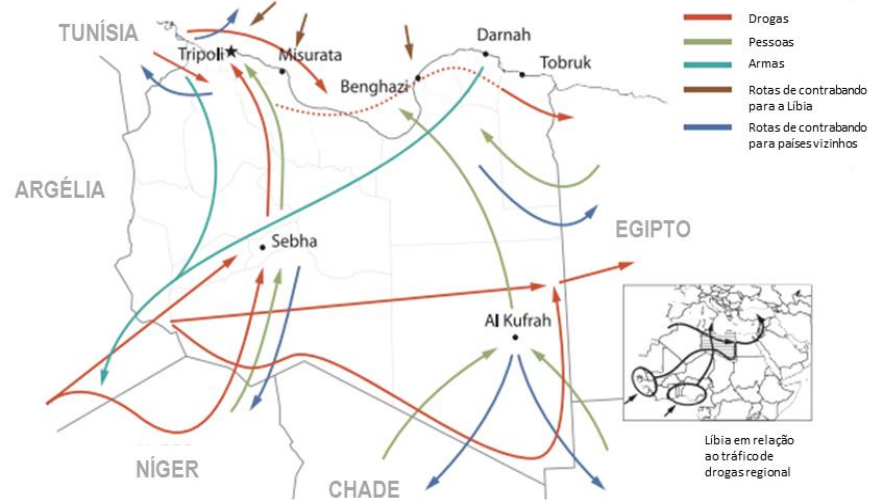 TUNÍSIA
Tripoli
Misurata
Benghazi
Darnah
Tobruk
Drogas
Pessoas
Armas
Rotas de contrabando
para a Líbia
Rotas de contrabando
para países vizinhos
ARGÉLIA
Sebha
EGIPTO
Al Kufrah
NÍGER
CHADE
Líbia em relação
ao tráfico de
drogas regional